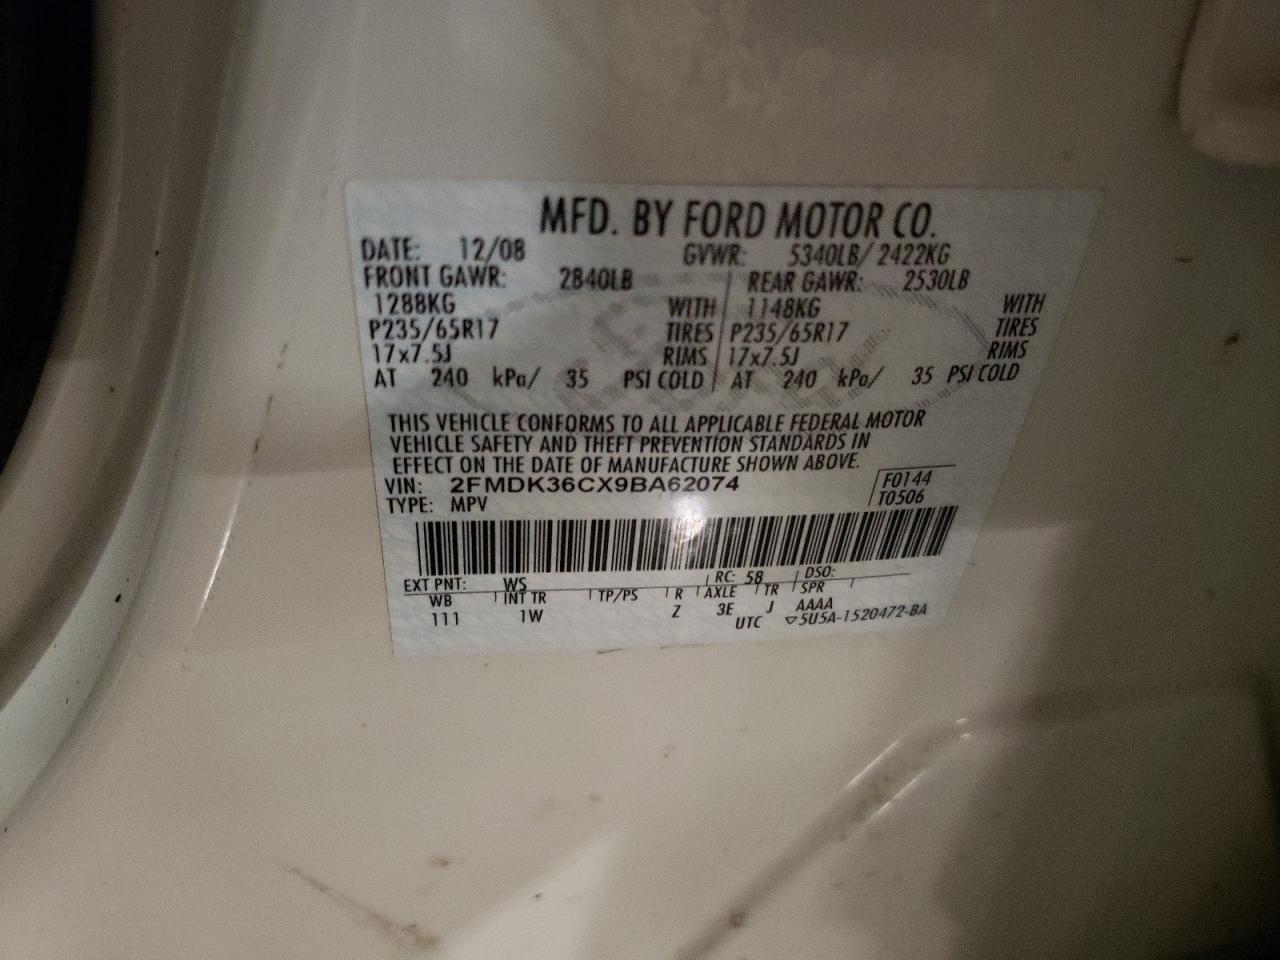 MFD. BY FORD MOTOR CO.
DATE: 12/08 GVWR: 5340LB/ 2422KG
FRONT GAWR: 2840LB REAR GAWR: 2530LB
1288KG WITH 1148KG WITH
P235/65R17 TIRES P235/65R17 TIRES
17x7.5J RIMS 17x7.5J RIMS
AT 240 kPa/ 35 PSI COLD AT 240 kPa/ 35 PSI COLD
THIS VEHICLE CONFORMS TO ALL APPLICABLE FEDERAL MOTOR
VEHICLE SAFETY AND THEFT PREVENTION STANDARDS IN
EFFECT ON THE DATE OF MANUFACTURE SHOWN ABOVE.
VIN: 2FMDK36CX9BA62074 F0144
TYPE: MPV T0506
EXT PNT: WS RC: 58 DSO:
WB INT TR TP/PS R AXLE TR SPR
111 1W Z 3E J AAAA
UTC ▽5U5A-1520472-BA